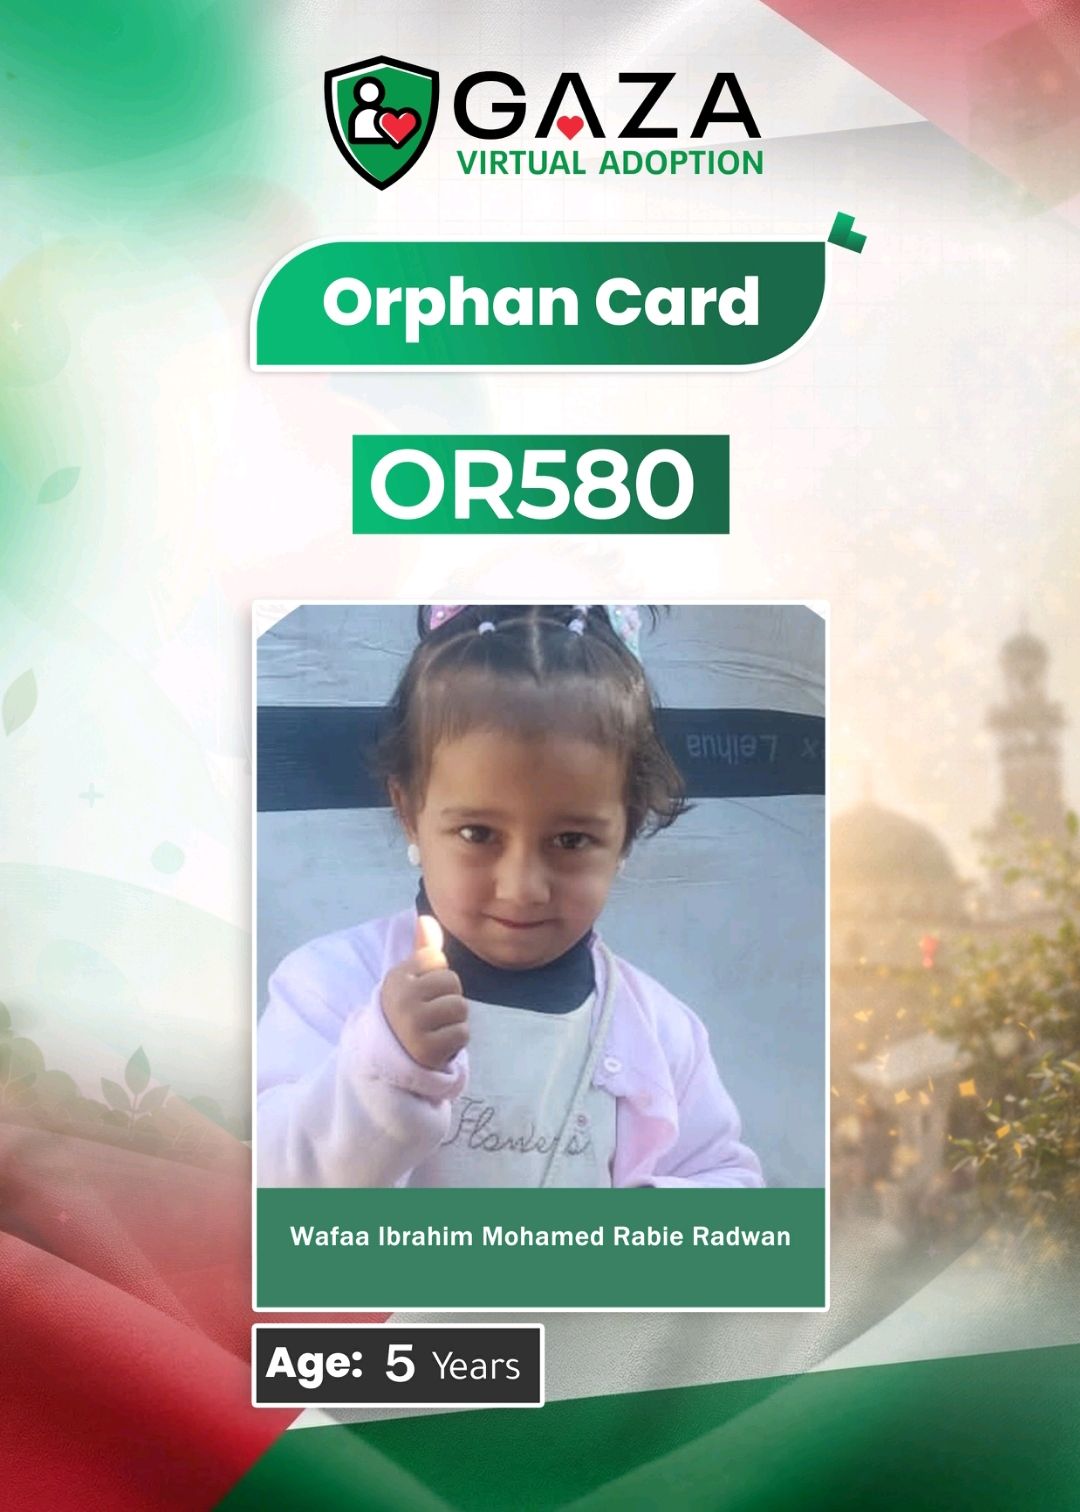 GAZA
VIRTUAL ADOPTION
Orphan Card
OR580
x Leihua
Flowers
Wafaa Ibrahim Mohamed Rabie Radwan
Age: 5 Years